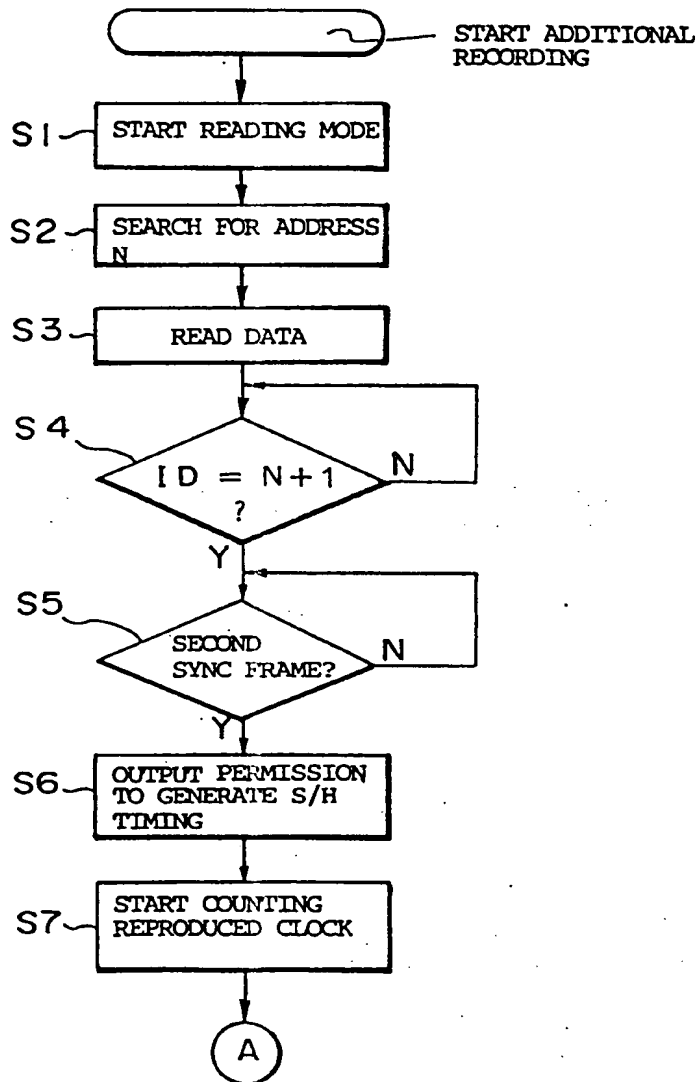 START ADDITIONAL
RECORDING
S1
START READING MODE
S2
SEARCH FOR ADDRESS
N
S3
READ DATA
S4
ID = N+1
?
N
Y
S5
SECOND
SYNC FRAME?
N
Y
S6
OUTPUT PERMISSION
TO GENERATE S/H
TIMING
S7
START COUNTING
REPRODUCED CLOCK
A